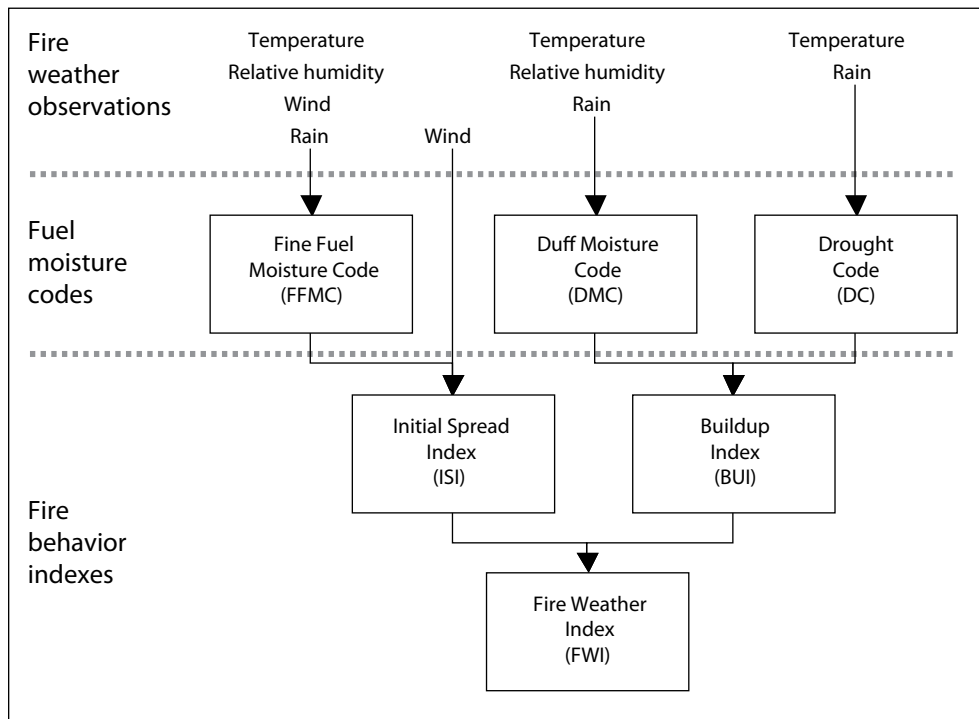 Fire
weather
observations
Temperature
Relative humidity
Wind
Rain
Wind
Temperature
Relative humidity
Rain
Temperature
Rain
Fuel
moisture
codes
Fine Fuel
Moisture Code
(FFMC)
Duff Moisture
Code
(DMC)
Drought
Code
(DC)
Fire
behavior
indexes
Initial Spread
Index
(ISI)
Buildup
Index
(BUI)
Fire Weather
Index
(FWI)